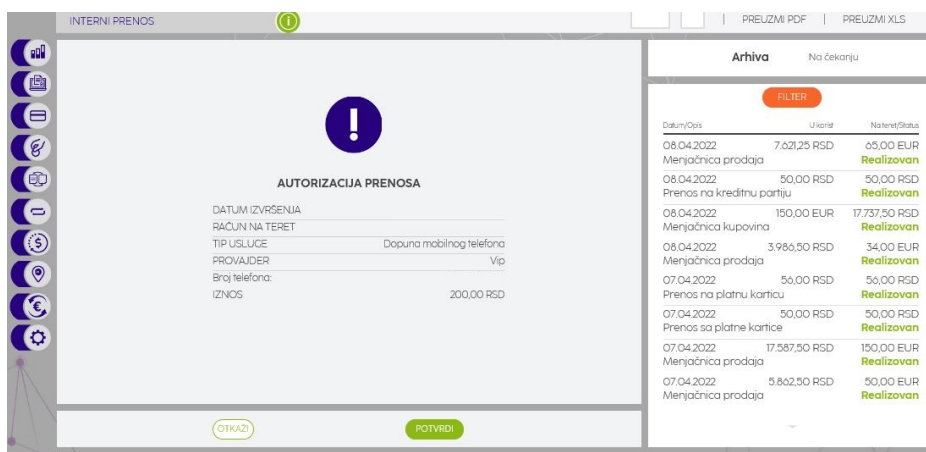 INTERNI PRENOS
i
| PREUZMI PDF | PREUZMI XLS
Arhiva Na čekanju
FILTER
Datum/Opis U korist Na teret/Status
08.04.2022 7.621,25 RSD 65,00 EUR
Menjačnica prodaja Realizovan
08.04.2022 50,00 RSD 50,00 RSD
Prenos na kreditnu partiju Realizovan
08.04.2022 150,00 EUR 17.737,50 RSD
Menjačnica kupovina Realizovan
08.04.2022 3.986,50 RSD 34,00 EUR
Menjačnica prodaja Realizovan
07.04.2022 56,00 RSD 56,00 RSD
Prenos na platnu karticu Realizovan
07.04.2022 50,00 RSD 50,00 RSD
Prenos sa platne kartice Realizovan
07.04.2022 17.587,50 RSD 150,00 EUR
Menjačnica prodaja Realizovan
07.04.2022 5.862,50 RSD 50,00 EUR
Menjačnica prodaja Realizovan
!
AUTORIZACIJA PRENOSA
DATUM IZVRŠENJA
RAČUN NA TERET
TIP USLUGE Dopuna mobilnog telefona
PROVAJDER Vip
Broj telefona:
IZNOS 200,00 RSD
OTKAŽI POTVRDI